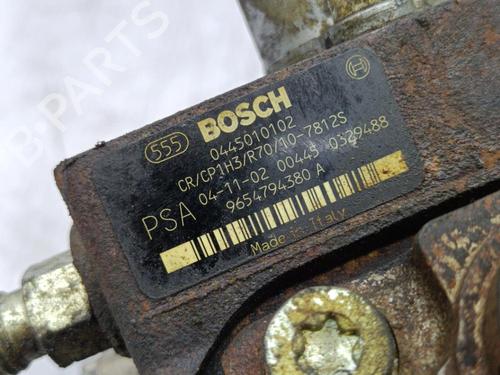 555 BOSCH
0445010102
CR/CP1H3/R70/10-7812S
PSA 04-11-02 00445 0329488
9654794380 A
Made in Italy
B PARTS